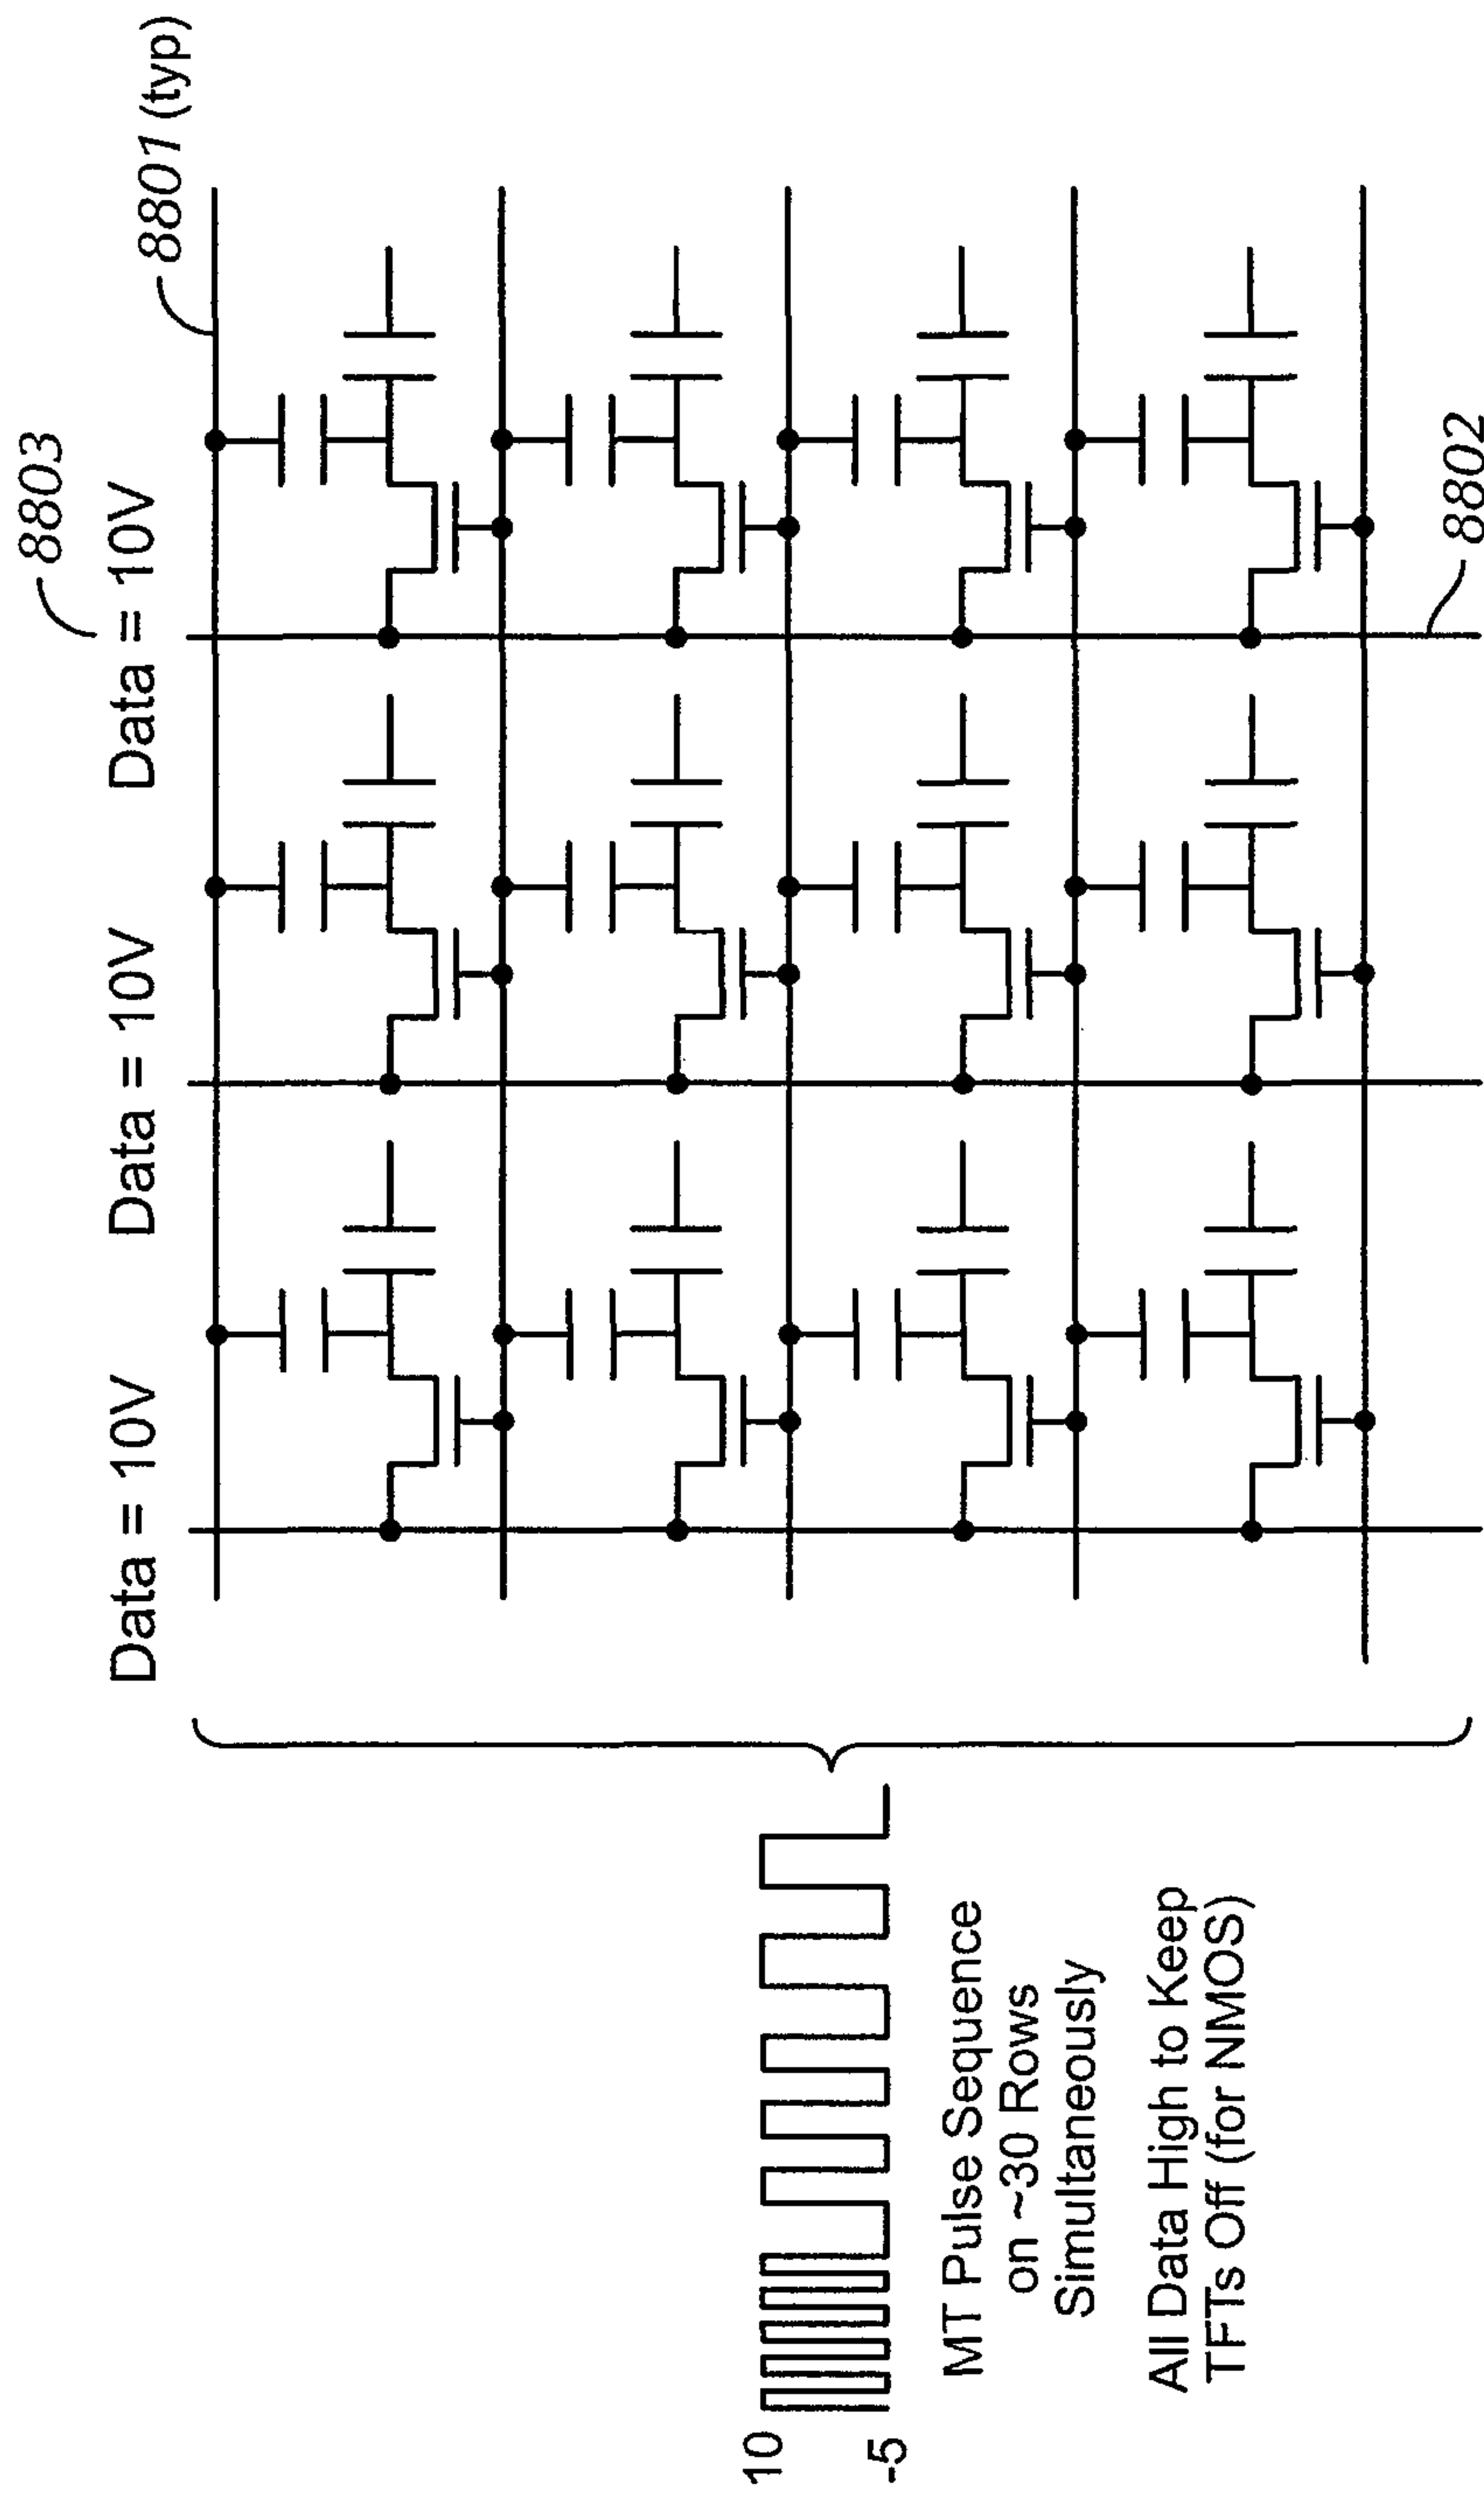 8803
8801 (typ)
Data = 10V
Data = 10V
Data = 10V
10
-5
MT Pulse Sequence
on ~30 Rows
Simultaneously
All Data High to Keep
TFTs Off (for NMOS)
8802